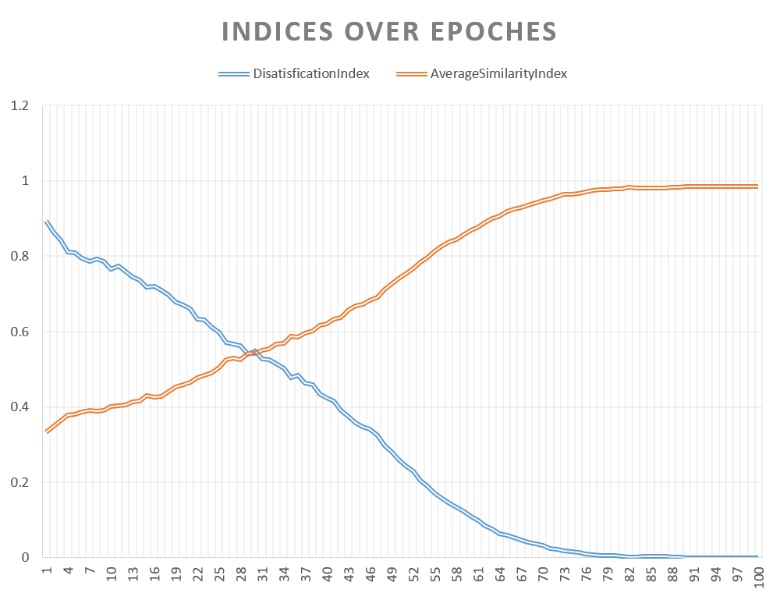 INDICES OVER EPOCHES
DisatisficationIndex AverageSimilarityIndex
1.2
1
0.8
0.6
0.4
0.2
0
1 4 7 10 13 16 19 22 25 28 31 34 37 40 43 46 49 52 55 58 61 64 67 70 73 76 79 82 85 88 91 94 97 100